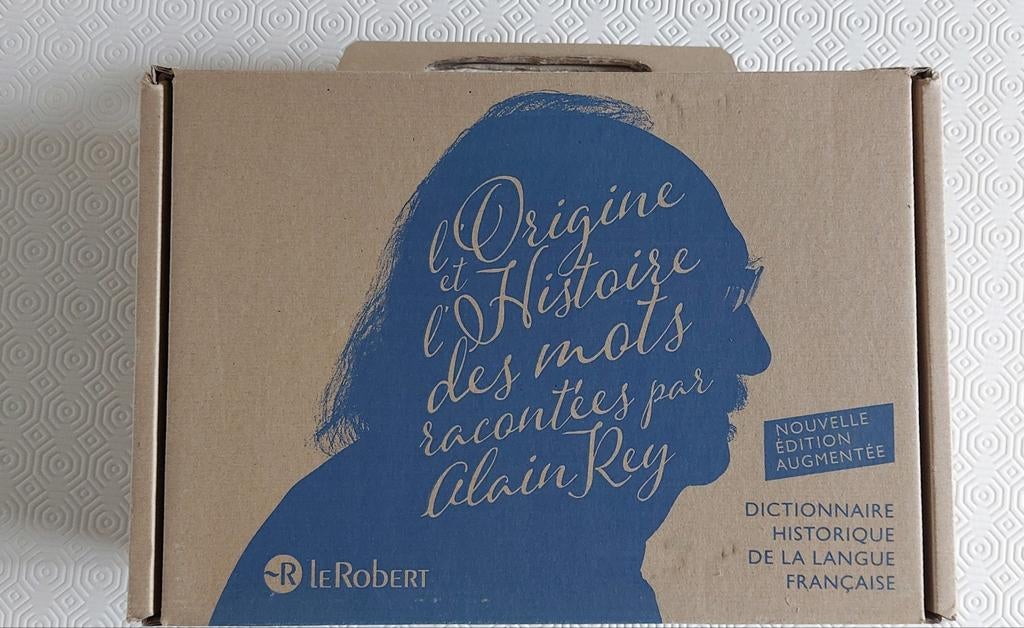 l'Origine
et
l'Histoire
des mots
racontées par
Alain Rey
NOUVELLE
ÉDITION
AUGMENTÉE
DICTIONNAIRE
HISTORIQUE
DE LA LANGUE
FRANÇAISE
~R LE ROBERT